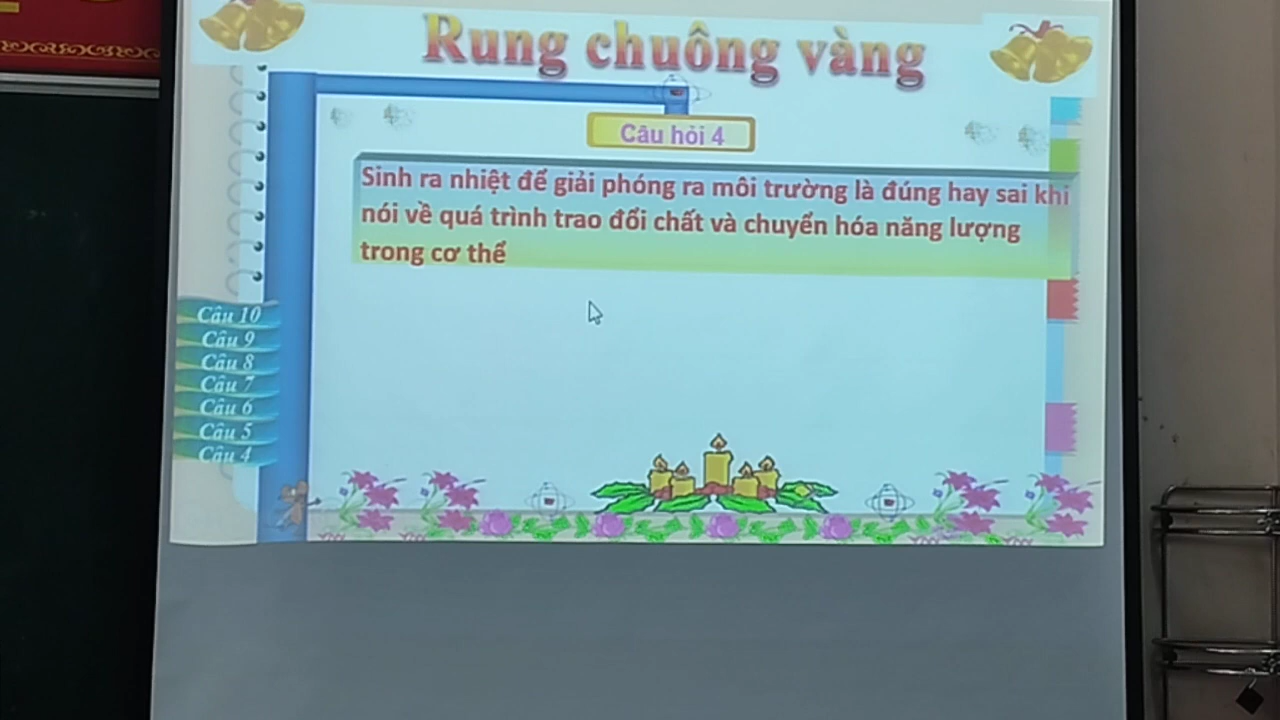 Rung chuông vàng
Câu hỏi 4
Sinh ra nhiệt để giải phóng ra môi trường là đúng hay sai khi
nói về quá trình trao đổi chất và chuyển hóa năng lượng
trong cơ thể
Câu 10
Câu 9
Câu 8
Câu 7
Câu 6
Câu 5
Câu 4